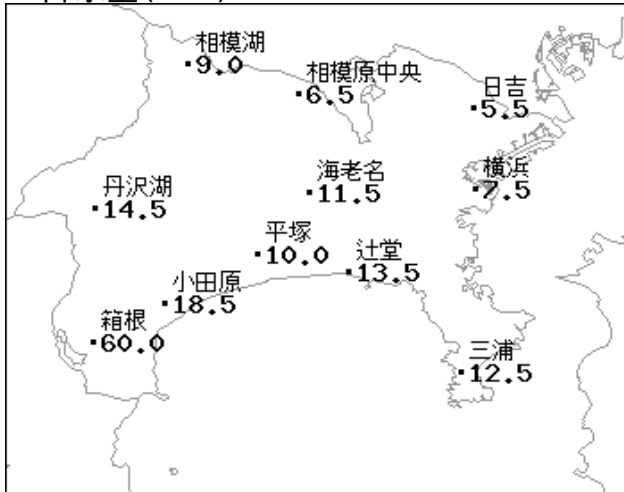 相模湖
9.0
相模原中央
6.5
日吉
5.5
海老名
11.5
横浜
7.5
丹沢湖
14.5
平塚
10.0
辻堂
13.5
小田原
18.5
箱根
60.0
三浦
12.5